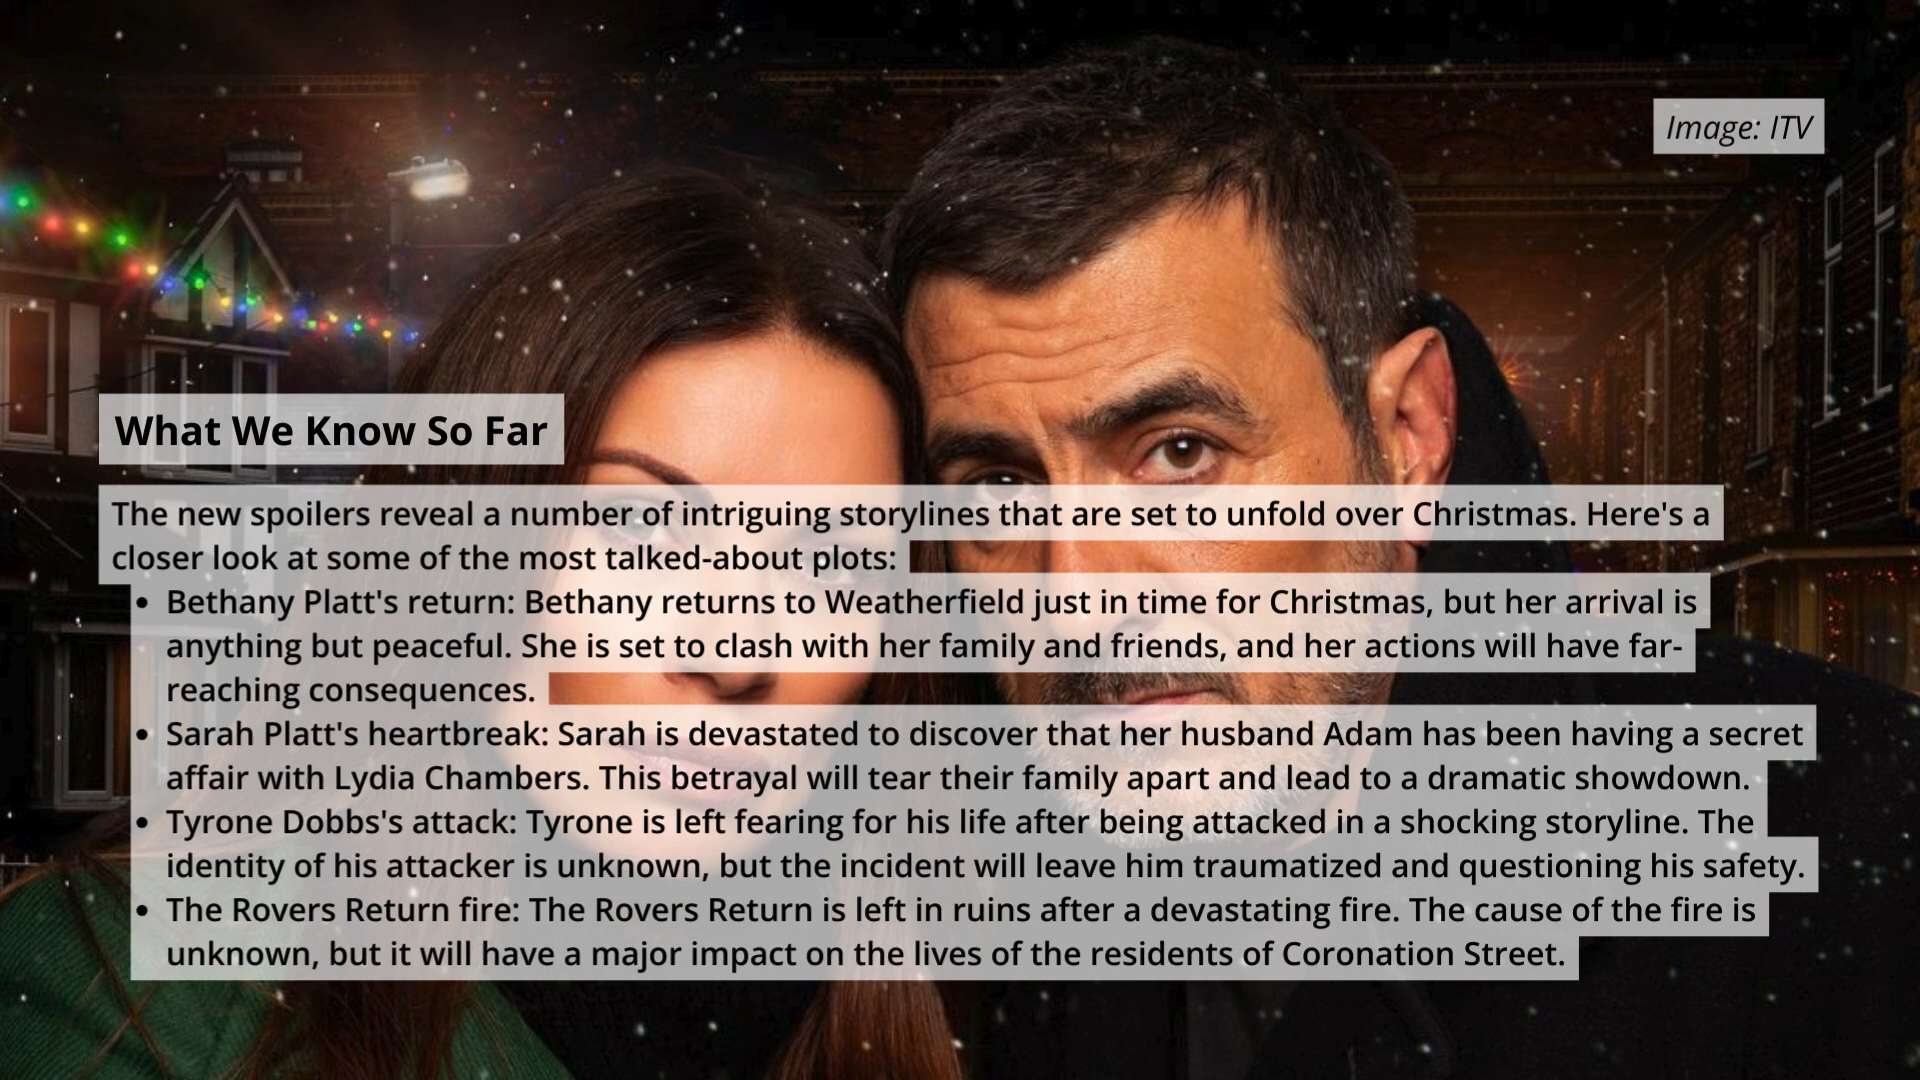 Image: ITV
What We Know So Far
The new spoilers reveal a number of intriguing storylines that are set to unfold over Christmas. Here's a
closer look at some of the most talked-about plots:
• Bethany Platt's return: Bethany returns to Weatherfield just in time for Christmas, but her arrival is
anything but peaceful. She is set to clash with her family and friends, and her actions will have far-
reaching consequences.
• Sarah Platt's heartbreak: Sarah is devastated to discover that her husband Adam has been having a secret
affair with Lydia Chambers. This betrayal will tear their family apart and lead to a dramatic showdown.
• Tyrone Dobbs's attack: Tyrone is left fearing for his life after being attacked in a shocking storyline. The
identity of his attacker is unknown, but the incident will leave him traumatized and questioning his safety.
• The Rovers Return fire: The Rovers Return is left in ruins after a devastating fire. The cause of the fire is
unknown, but it will have a major impact on the lives of the residents of Coronation Street.